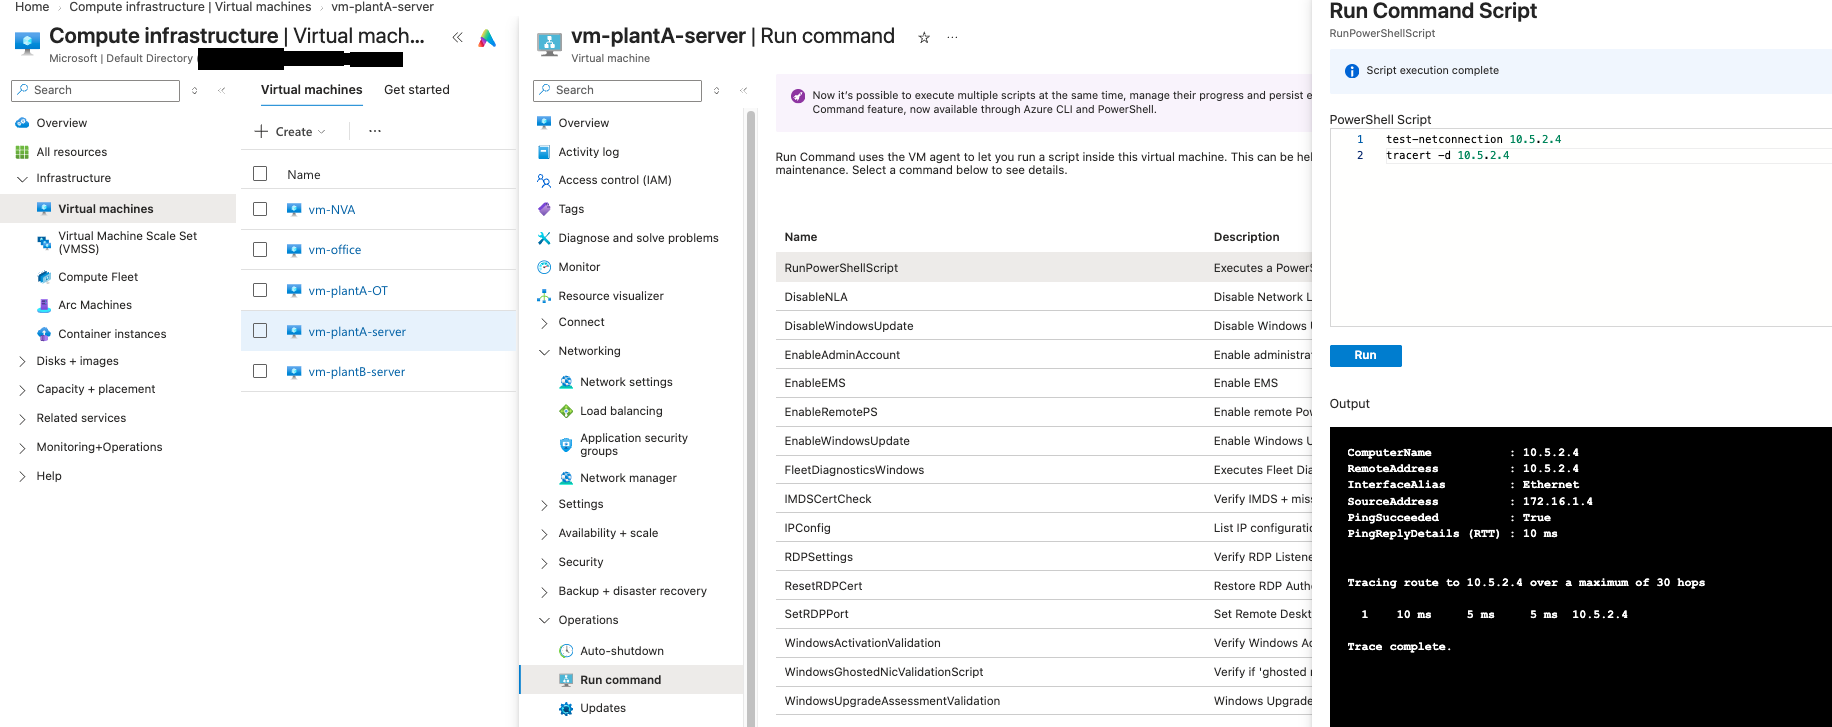 Home
Compute infrastructure | Virtual machines
vm-plantA-server
Compute infrastructure | Virtual mach...
Microsoft | Default Directory
Search
Overview
All resources
Infrastructure
Virtual machines
Virtual Machine Scale Set
(VMSS)
Compute Fleet
Arc Machines
Container instances
Disks + images
Capacity + placement
Related services
Monitoring+Operations
Help
Virtual machines
Get started
Create
...
Name
vm-NVA
vm-office
vm-plantA-OT
vm-plantA-server
vm-plantB-server
vm-plantA-server | Run command
...
Virtual machine
Search
Overview
Activity log
Access control (IAM)
Tags
Diagnose and solve problems
Monitor
Resource visualizer
Connect
Networking
Network settings
Load balancing
Application security
groups
Network manager
Settings
Availability + scale
Security
Backup + disaster recovery
Operations
Auto-shutdown
Run command
Updates
Now it's possible to execute multiple scripts at the same time, manage their progress and persist e
Command feature, now available through Azure CLI and PowerShell.
Run Command uses the VM agent to let you run a script inside this virtual machine. This can be hel
maintenance. Select a command below to see details.
Name Description
RunPowerShellScript Executes a PowerS
DisableNLA Disable Network L
DisableWindowsUpdate Disable Windows U
EnableAdminAccount Enable administra
EnableEMS Enable EMS
EnableRemotePS Enable remote Pow
EnableWindowsUpdate Enable Windows U
FleetDiagnosticsWindows Executes Fleet Dia
IMDSCertCheck Verify IMDS + miss
IPConfig List IP configuratio
RDPSettings Verify RDP Listene
ResetRDPCert Restore RDP Auth
SetRDPPort Set Remote Deskt
WindowsActivationValidation Verify Windows Ac
WindowsGhostedNicValidationScript Verify if 'ghosted n
WindowsUpgradeAssessmentValidation Windows Upgrade
Run Command Script
RunPowerShellScript
Script execution complete
PowerShell Script
1 test-netconnection 10.5.2.4
2 tracert -d 10.5.2.4
Run
Output
ComputerName : 10.5.2.4
RemoteAddress : 10.5.2.4
InterfaceAlias : Ethernet
SourceAddress : 172.16.1.4
PingSucceeded : True
PingReplyDetails (RTT) : 10 ms
Tracing route to 10.5.2.4 over a maximum of 30 hops
1 10 ms 5 ms 5 ms 10.5.2.4
Trace complete.